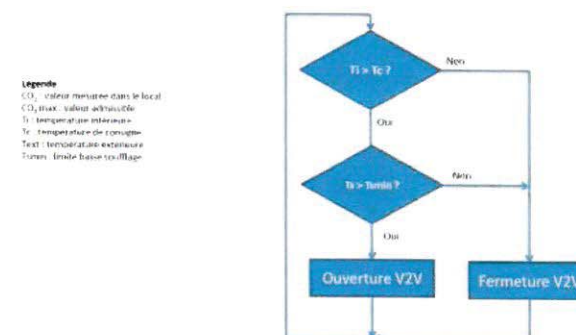 Légende
CO₂ : valeur mesurée dans le local
CO₂ max : valeur admissible
Ti : température intérieure
Tc : température de consigne
Text : température extérieure
Tsmin : limite basse soufflage
Ti > Tc ?
Non
Oui
Ts > Tsmin ?
Non
Oui
Ouverture V2V
Fermeture V2V